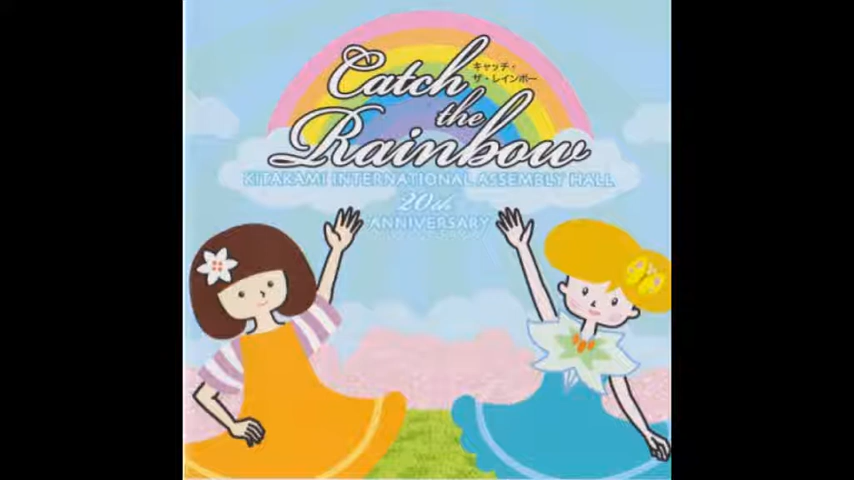 Catch
キャッチ・
ザ・レインボー
the
Rainbow
KITAKAMI INTERNATIONAL ASSEMBLY HALL
20th
ANNIVERSARY